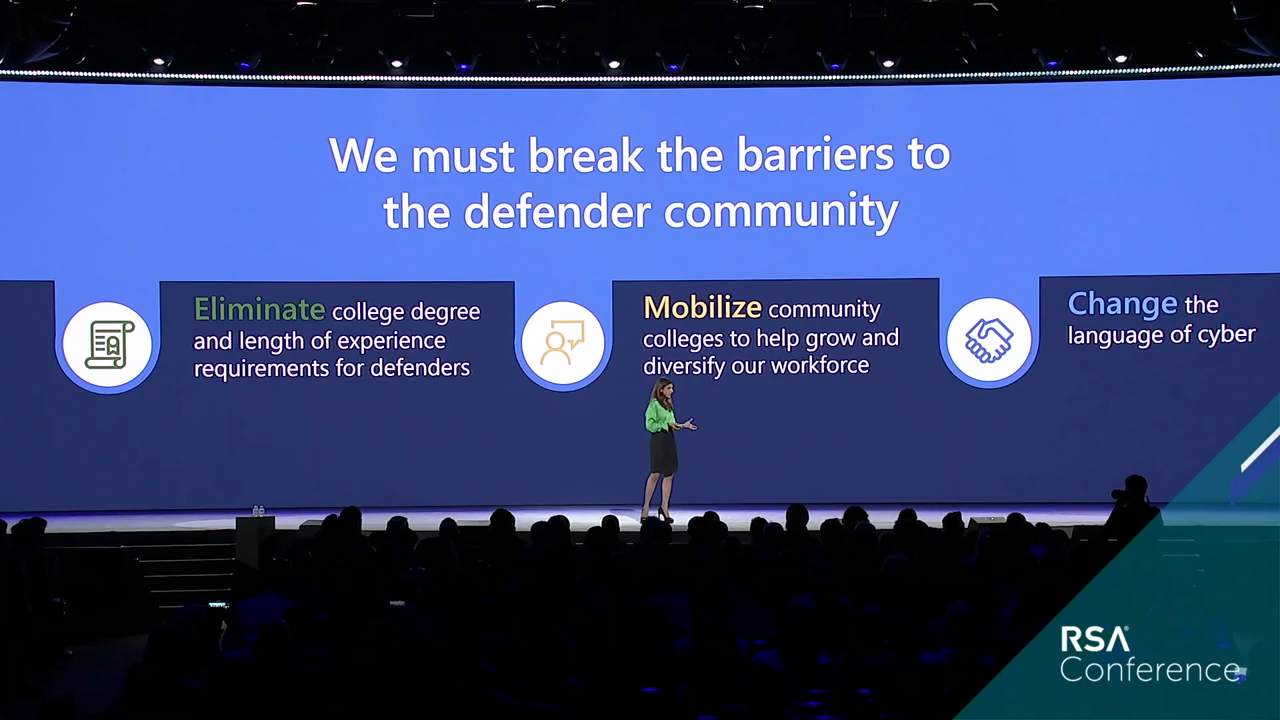 We must break the barriers to
the defender community
Eliminate college degree
and length of experience
requirements for defenders
Mobilize community
colleges to help grow and
diversify our workforce
Change the
language of cyber
RSA
Conference